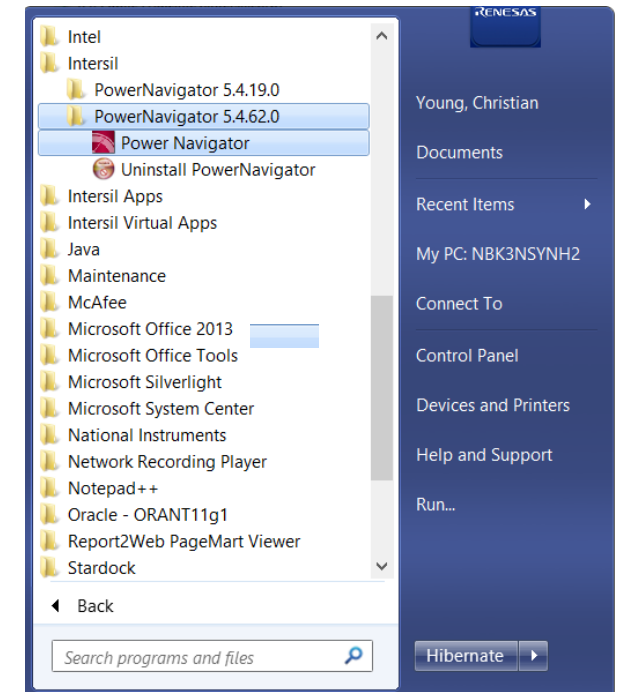 Intel
Intersil
PowerNavigator 5.4.19.0
PowerNavigator 5.4.62.0
Power Navigator
Uninstall PowerNavigator
Intersil Apps
Intersil Virtual Apps
Java
Maintenance
McAfee
Microsoft Office 2013
Microsoft Office Tools
Microsoft Silverlight
Microsoft System Center
National Instruments
Network Recording Player
Notepad++
Oracle - ORANT11g1
Report2Web PageMart Viewer
Stardock
Back
Search programs and files
RENESAS
Young, Christian
Documents
Recent Items
My PC: NBK3NSYNH2
Connect To
Control Panel
Devices and Printers
Help and Support
Run...
Hibernate